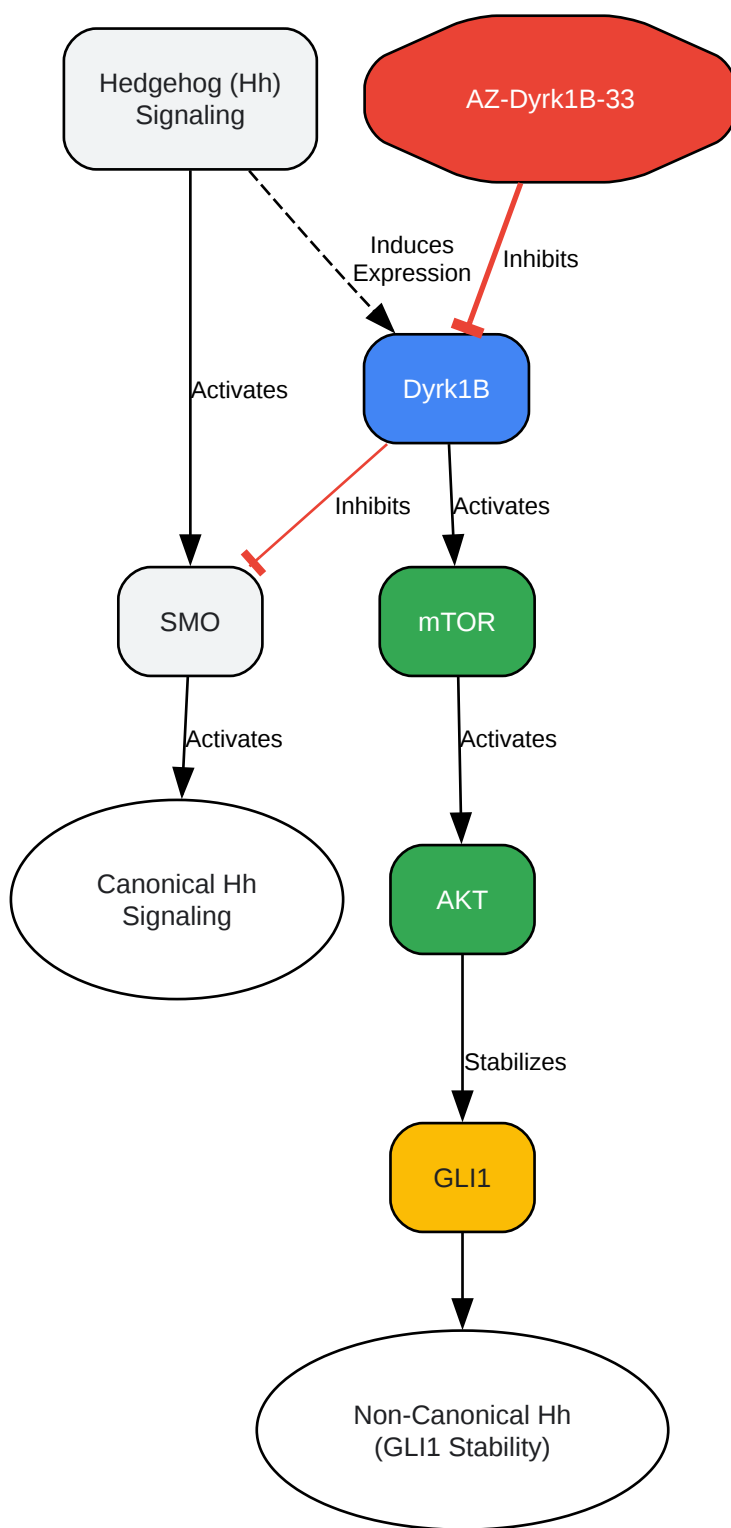 Hedgehog (Hh)
Signaling
AZ-Dyrk1B-33
Induces
Expression
Inhibits
Activates
Dyrk1B
Inhibits
Activates
SMO
mTOR
Activates
Activates
Canonical Hh
Signaling
AKT
Stabilizes
GLI1
Non-Canonical Hh
(GLI1 Stability)